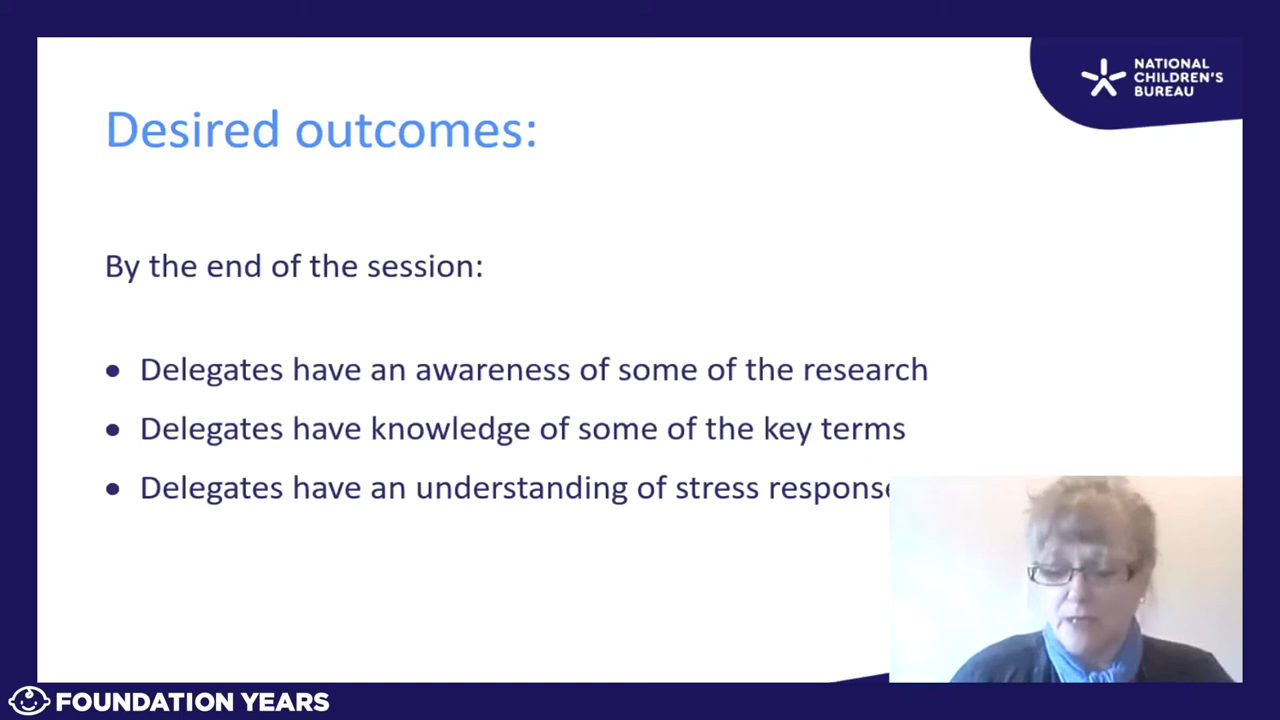 NATIONAL
CHILDREN'S
BUREAU
Desired outcomes:
By the end of the session:
• Delegates have an awareness of some of the research
• Delegates have knowledge of some of the key terms
• Delegates have an understanding of stress response
FOUNDATION YEARS